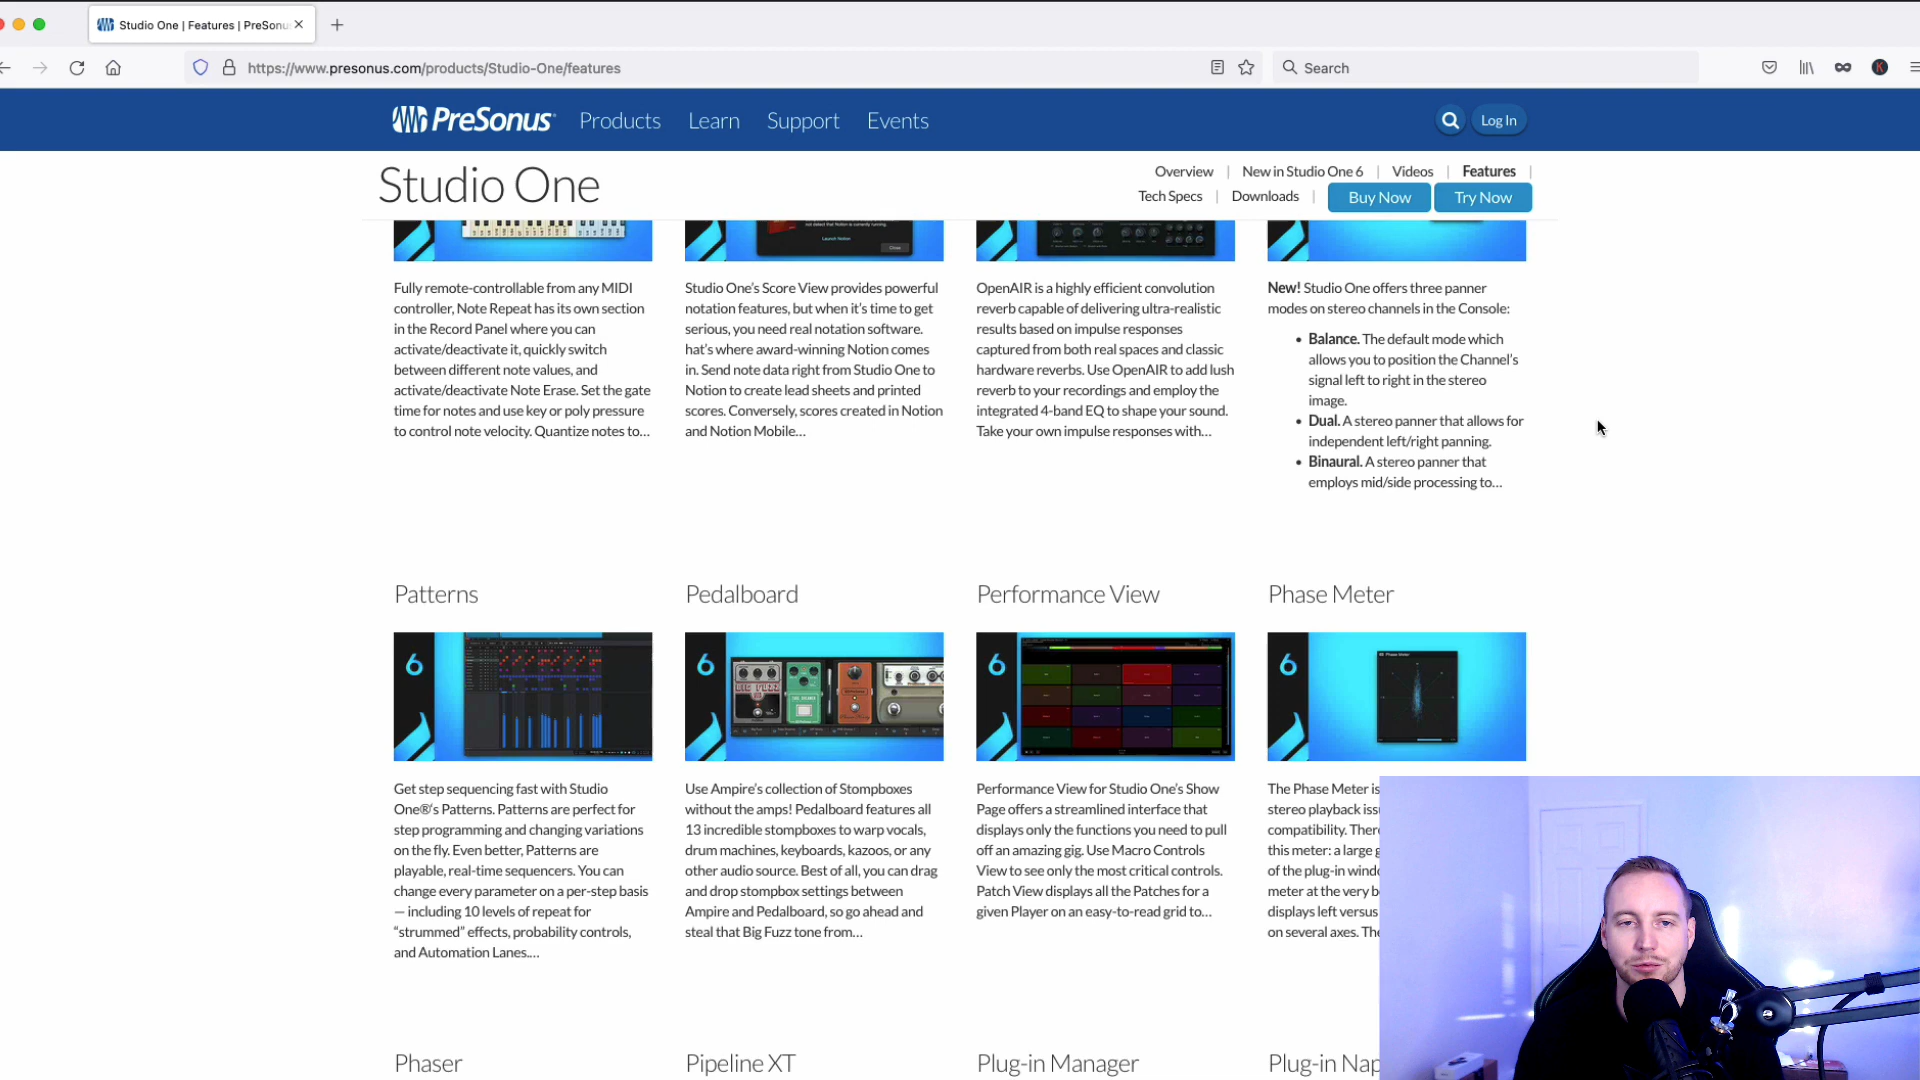 Studio One | Features | PreSonus
https://www.presonus.com/products/Studio-One/features
Search
PreSonus
Products
Learn
Support
Events
Log In
Studio One
Overview | New in Studio One 6 | Videos | Features |
Tech Specs | Downloads | Buy Now Try Now
Launch Notion
Close
Fully remote-controllable from any MIDI
controller, Note Repeat has its own section
in the Record Panel where you can
activate/deactivate it, quickly switch
between different note values, and
activate/deactivate Note Erase. Set the gate
time for notes and use key or poly pressure
to control note velocity. Quantize notes to...
Studio One's Score View provides powerful
notation features, but when it's time to get
serious, you need real notation software.
hat's where award-winning Notion comes
in. Send note data right from Studio One to
Notion to create lead sheets and printed
scores. Conversely, scores created in Notion
and Notion Mobile...
OpenAIR is a highly efficient convolution
reverb capable of delivering ultra-realistic
results based on impulse responses
captured from both real spaces and classic
hardware reverbs. Use OpenAIR to add lush
reverb to your recordings and employ the
integrated 4-band EQ to shape your sound.
Take your own impulse responses with...
New! Studio One offers three panner
modes on stereo channels in the Console:
• Balance. The default mode which
allows you to position the Channel's
signal left to right in the stereo
image.
• Dual. A stereo panner that allows for
independent left/right panning.
• Binaural. A stereo panner that
employs mid/side processing to...
Patterns
Pedalboard
Performance View
Phase Meter
6
6
6
6
Phase Meter
Get step sequencing fast with Studio
One®'s Patterns. Patterns are perfect for
step programming and changing variations
on the fly. Even better, Patterns are
playable, real-time sequencers. You can
change every parameter on a per-step basis
— including 10 levels of repeat for
"strummed" effects, probability controls,
and Automation Lanes....
Use Ampire's collection of Stompboxes
without the amps! Pedalboard features all
13 incredible stompboxes to warp vocals,
drum machines, keyboards, kazoos, or any
other audio source. Best of all, you can drag
and drop stompbox settings between
Ampire and Pedalboard, so go ahead and
steal that Big Fuzz tone from...
Performance View for Studio One's Show
Page offers a streamlined interface that
displays only the functions you need to pull
off an amazing gig. Use Macro Controls
View to see only the most critical controls.
Patch View displays all the Patches for a
given Player on an easy-to-read grid to...
The Phase Meter is
stereo playback iss
compatibility. There
this meter: a large g
of the plug-in wind
meter at the very b
displays left versus
on several axes. The
Phaser
Pipeline XT
Plug-in Manager
Plug-in Nap